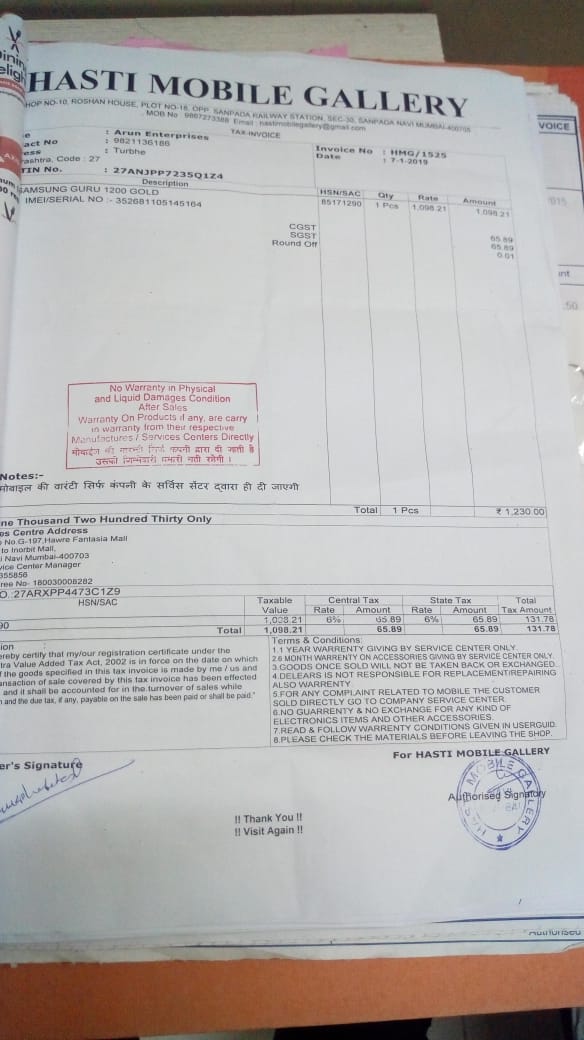 HASTI MOBILE GALLERY
HOP NO-10, ROSHAN HOUSE, PLOT NO-18, OPP. SANPADA RAILWAY STATION, SEC-30, SANPADA NAVI MUMBAI-400705
MOB No 9867273388 Email : hastimobilegallery@gmail.com
TAX-INVOICE
: Arun Enterprises
act No : 9821136186
ess : Turbhe
ashtra, Code : 27
TIN No. : 27ANJPP7235Q1Z4
Invoice No : HMG/1525
Date : 7-1-2019
Description HSN/SAC Qty Rate Amount
SAMSUNG GURU 1200 GOLD 85171290 1 Pcs 1,098.21 1,098.21
IMEI/SERIAL NO :- 352681105145164
CGST 65.89
SGST 65.89
Round Off 0.01
No Warranty in Physical
and Liquid Damages Condition
After Sales
Warranty On Products if any, are carry
in warranty from their respective
Manufactures / Services Centers Directly
मोबाईल की वारंटी सिर्फ कंपनी द्वारा दी जाती है
उसकी जिम्मेदारी हमारी नहीं रहेगी ।
Notes:-
मोबाइल की वारंटी सिर्फ कंपनी के सर्विस सेंटर द्वारा ही दी जाएगी
Total 1 Pcs ₹ 1,230.00
ne Thousand Two Hundred Thirty Only
es Centre Address
No.G-197,Hawre Fantasia Mall
to Inorbit Mall,
i Navi Mumbai-400703
vice Center Manager
355856
ree No- 180030008282
O. 27ARXPP4473C1Z9
HSN/SAC Taxable Value Central Tax Rate Amount State Tax Rate Amount Total Tax Amount
90 1,098.21 6% 65.89 6% 65.89 131.78
Total 1,098.21 65.89 65.89 131.78
ion
ereby certify that my/our registration certificate under the
tra Value Added Tax Act, 2002 is in force on the date on which
f the goods specified in this tax invoice is made by me / us and
ansaction of sale covered by this tax invoice has been effected
and it shall be accounted for in the turnover of sales while
n and the due tax, if any, payable on the sale has been paid or shall be paid."
Terms & Conditions:
1.1 YEAR WARRENTY GIVING BY SERVICE CENTER ONLY.
2.6 MONTH WARRENTY ON ACCESSORIES GIVING BY SERVICE CENTER ONLY.
3.GOODS ONCE SOLD WILL NOT BE TAKEN BACK OR EXCHANGED.
4.DELEARS IS NOT RESPONSIBLE FOR REPLACEMENT/REPAIRING
ALSO WARRENTY.
5.FOR ANY COMPLAINT RELATED TO MOBILE THE CUSTOMER
SOLD DIRECTLY GO TO COMPANY SERVICE CENTER.
6.NO GUARRENTY & NO EXCHANGE FOR ANY KIND OF
ELECTRONICS ITEMS AND OTHER ACCESSORIES.
7.READ & FOLLOW WARRENTY CONDITIONS GIVEN IN USERGUID.
8.PLEASE CHECK THE MATERIALS BEFORE LEAVING THE SHOP.
er's Signature
For HASTI MOBILE GALLERY
Authorised Signatory
!! Thank You !!
!! Visit Again !!
VOICE